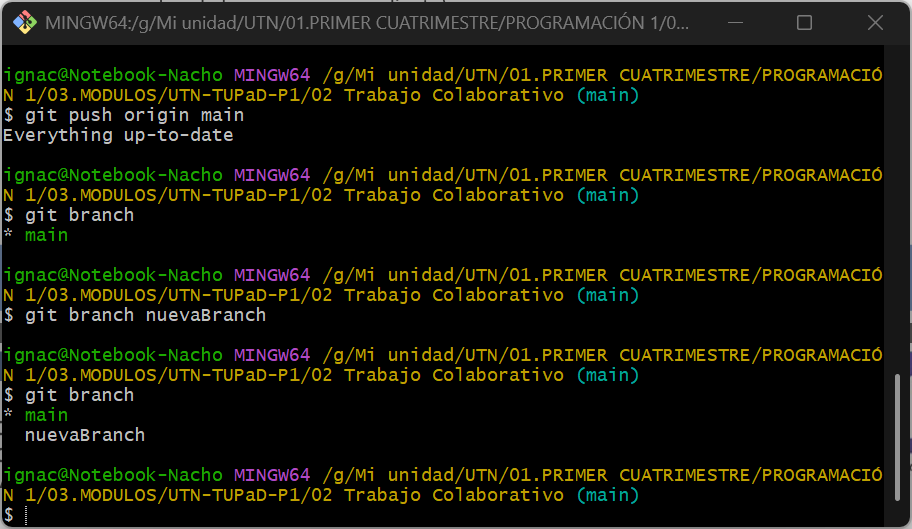 MINGW64:/g/Mi unidad/UTN/01.PRIMER CUATRIMESTRE/PROGRAMACIÓN 1/0...
ignac@Notebook-Nacho MINGW64 /g/Mi unidad/UTN/01.PRIMER CUATRIMESTRE/PROGRAMACIÓ
N 1/03.MODULOS/UTN-TUPaD-P1/02 Trabajo Colaborativo (main)
$ git push origin main
Everything up-to-date
ignac@Notebook-Nacho MINGW64 /g/Mi unidad/UTN/01.PRIMER CUATRIMESTRE/PROGRAMACIÓ
N 1/03.MODULOS/UTN-TUPaD-P1/02 Trabajo Colaborativo (main)
$ git branch
* main
ignac@Notebook-Nacho MINGW64 /g/Mi unidad/UTN/01.PRIMER CUATRIMESTRE/PROGRAMACIÓ
N 1/03.MODULOS/UTN-TUPaD-P1/02 Trabajo Colaborativo (main)
$ git branch nuevaBranch
ignac@Notebook-Nacho MINGW64 /g/Mi unidad/UTN/01.PRIMER CUATRIMESTRE/PROGRAMACIÓ
N 1/03.MODULOS/UTN-TUPaD-P1/02 Trabajo Colaborativo (main)
$ git branch
* main
  nuevaBranch
ignac@Notebook-Nacho MINGW64 /g/Mi unidad/UTN/01.PRIMER CUATRIMESTRE/PROGRAMACIÓ
N 1/03.MODULOS/UTN-TUPaD-P1/02 Trabajo Colaborativo (main)
$